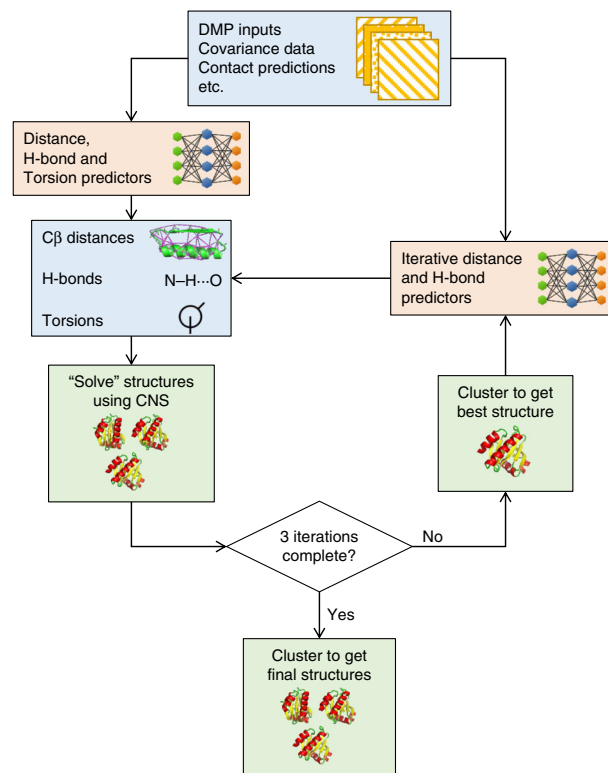 DMP inputs
Covariance data
Contact predictions
etc.
Distance,
H-bond and
Torsion predictors
Cβ distances
H-bonds
N–H···O
Torsions
Iterative distance
and H-bond
predictors
"Solve" structures
using CNS
Cluster to get
best structure
3 iterations
complete?
No
Yes
Cluster to get
final structures